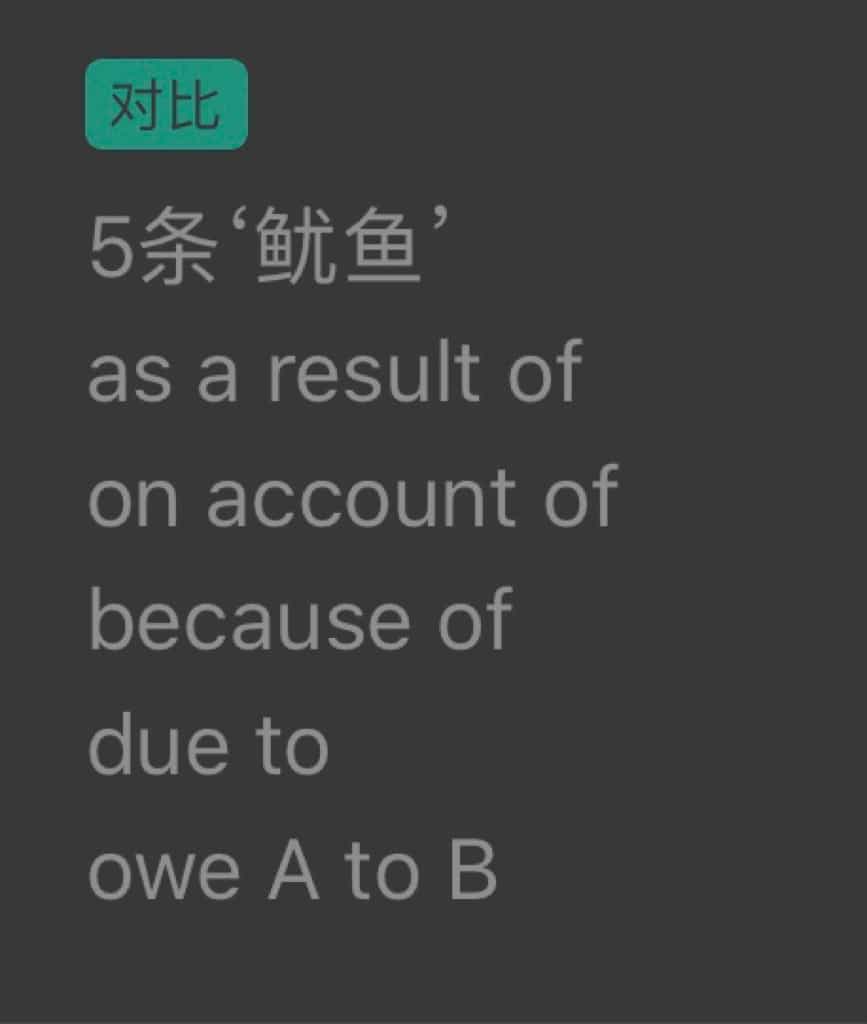 对比
5条‘鱿鱼’
as a result of
on account of
because of
due to
owe A to B